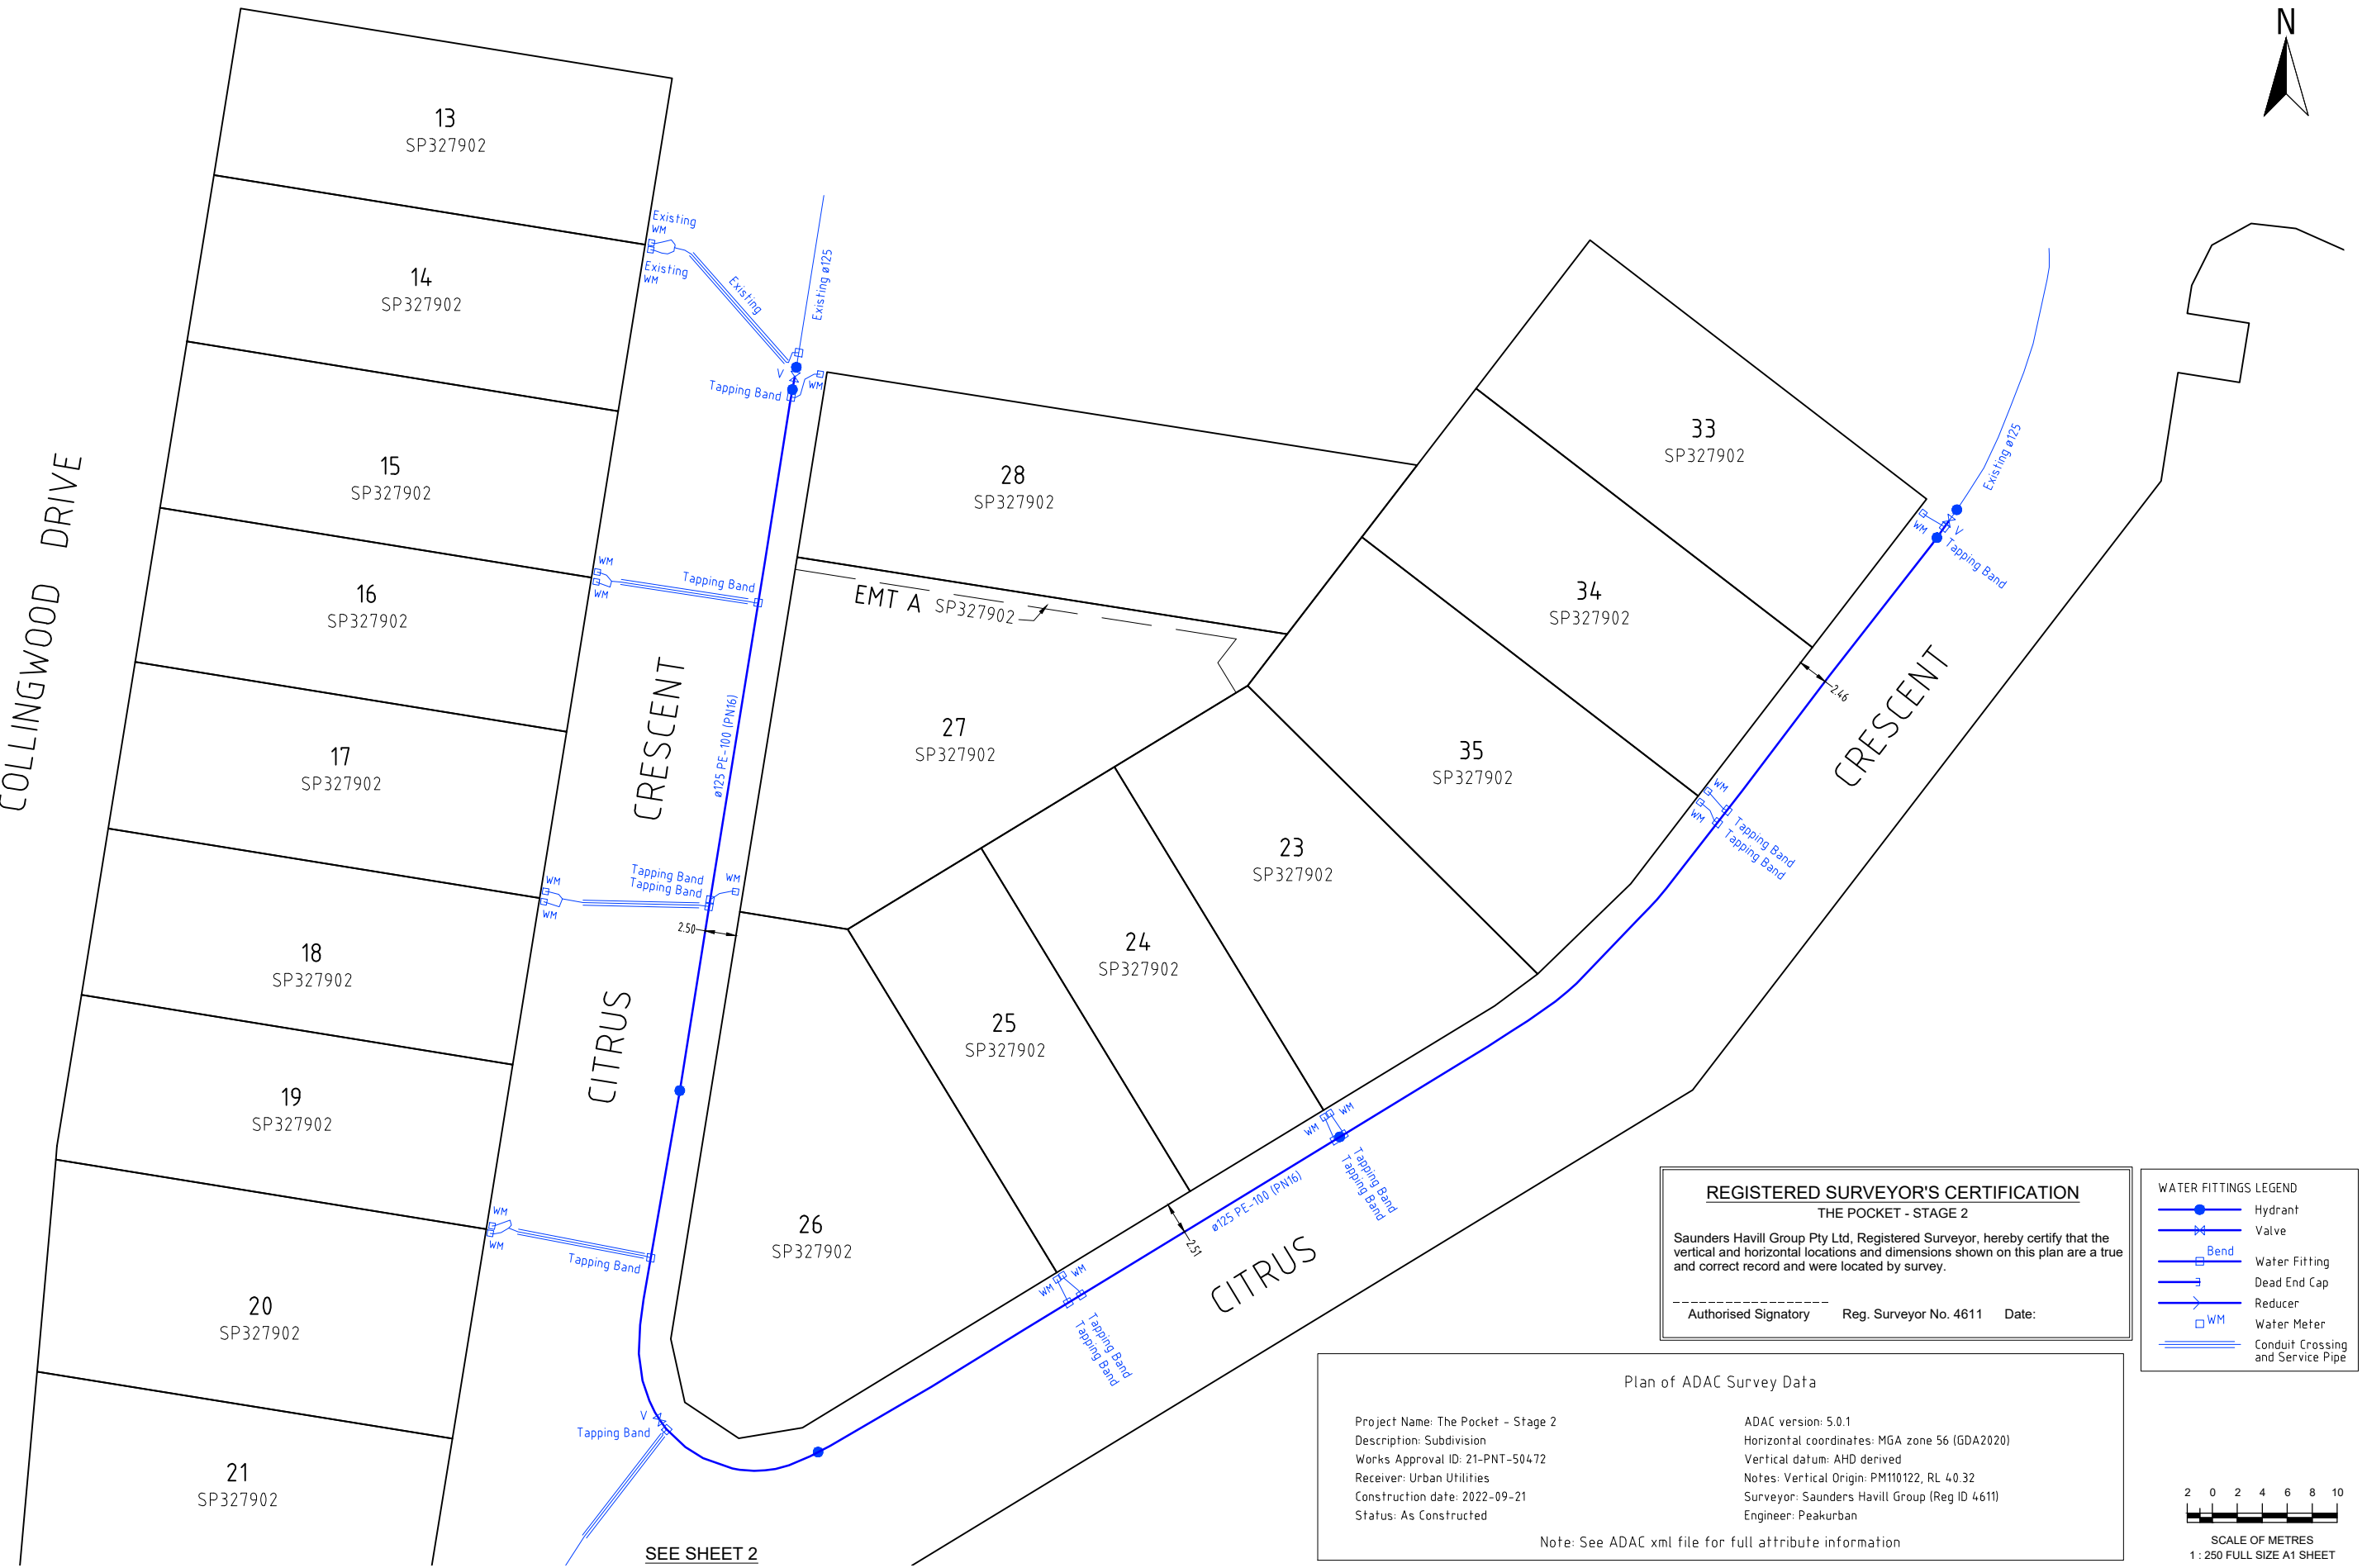 N
13
SP327902
14
SP327902
15
SP327902
16
SP327902
17
SP327902
18
SP327902
19
SP327902
20
SP327902
21
SP327902
COLLINGWOOD DRIVE
Existing
WM
Existing
WM
Existing
Existing ø125
V
Tapping Band
WM
WM
Tapping Band
WM
ø125 PE-100 (PN16)
CITRUS CRESCENT
WM
Tapping Band
Tapping Band
WM
WM
2.50
WM
WM
Tapping Band
V
Tapping Band
28
SP327902
EMT A SP327902
27
SP327902
33
SP327902
34
SP327902
35
SP327902
23
SP327902
24
SP327902
25
SP327902
26
SP327902
Existing ø125
WM
V
Tapping Band
2.46
CRESCENT
WM
WM
Tapping Band
Tapping Band
WM
WM
Tapping Band
Tapping Band
ø125 PE-100 (PN16)
2.51
CITRUS
WM
WM
Tapping Band
Tapping Band
SEE SHEET 2
REGISTERED SURVEYOR'S CERTIFICATION
THE POCKET - STAGE 2
Saunders Havill Group Pty Ltd, Registered Surveyor, hereby certify that the
vertical and horizontal locations and dimensions shown on this plan are a true
and correct record and were located by survey.
Authorised Signatory Reg. Surveyor No. 4611 Date:
WATER FITTINGS LEGEND
Hydrant
Valve
Bend
Water Fitting
Dead End Cap
Reducer
WM
Water Meter
Conduit Crossing
and Service Pipe
Plan of ADAC Survey Data
Project Name: The Pocket - Stage 2
Description: Subdivision
Works Approval ID: 21-PNT-50472
Receiver: Urban Utilities
Construction date: 2022-09-21
Status: As Constructed
ADAC version: 5.0.1
Horizontal coordinates: MGA zone 56 (GDA2020)
Vertical datum: AHD derived
Notes: Vertical Origin: PM110122, RL 40.32
Surveyor: Saunders Havill Group (Reg ID 4611)
Engineer: Peakurban
Note: See ADAC xml file for full attribute information
2 0 2 4 6 8 10
SCALE OF METRES
1 : 250 FULL SIZE A1 SHEET